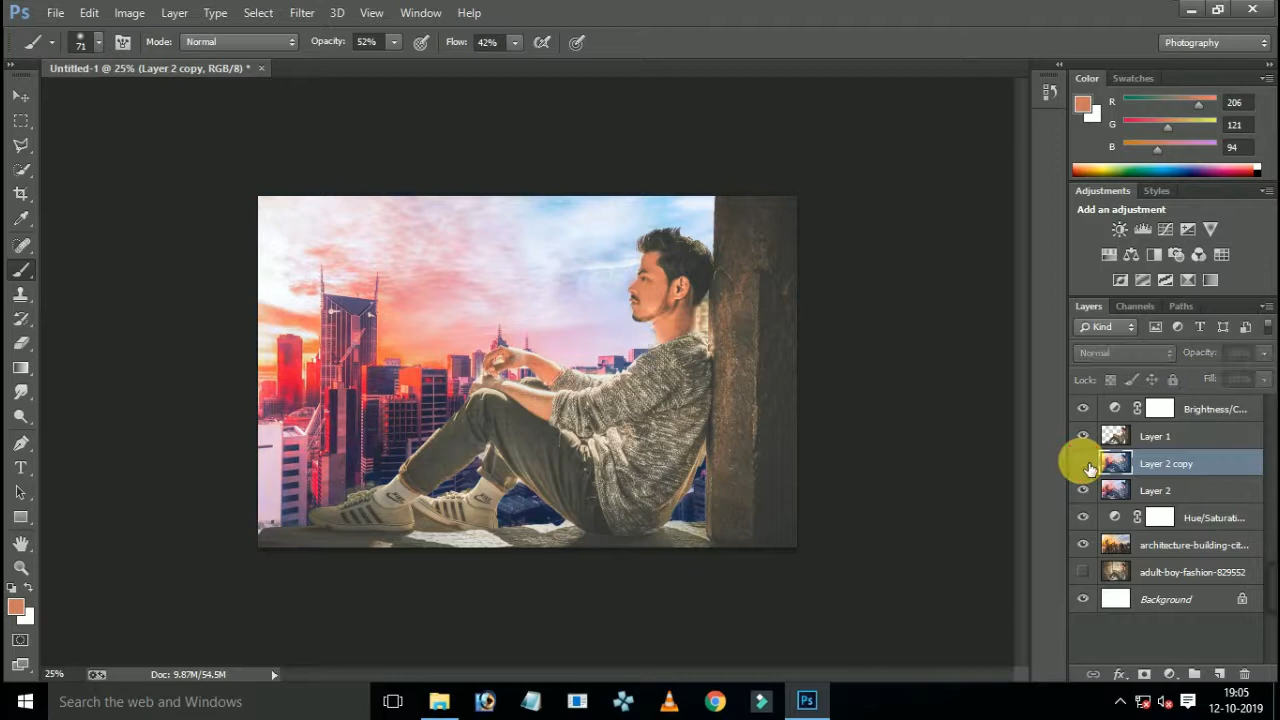 Ps File Edit Image Layer Type Select Filter 3D View Window Help
71 Mode: Normal Opacity: 52% Flow: 42% Photography
Untitled-1 @ 25% (Layer 2 copy, RGB/8) * ×
Color Swatches
R 206
G 121
B 94
Adjustments Styles
Add an adjustment
Layers Channels Paths
Kind
Normal Opacity:
Lock: Fill:
Brightness/C...
Layer 1
Layer 2 copy
Layer 2
Hue/Saturati...
architecture-building-cit...
adult-boy-fashion-829552
Background
25% Doc: 9.87M/54.5M
Search the web and Windows
Ps
19:05
12-10-2019